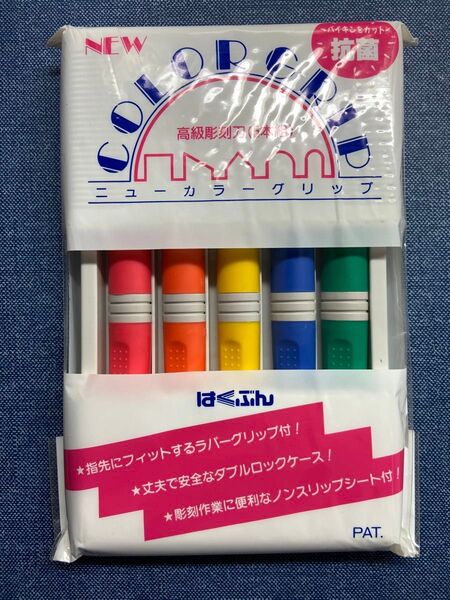 NEW
COLOR GRIP
~バイキンをカット~
抗菌
高級彫刻刀(5本組)
ニューカラーグリップ
はくぶん
★指先にフィットするラバーグリップ付！
★丈夫で安全なダブルロックケース！
★彫刻作業に便利なノンスリップシート付！
PAT.